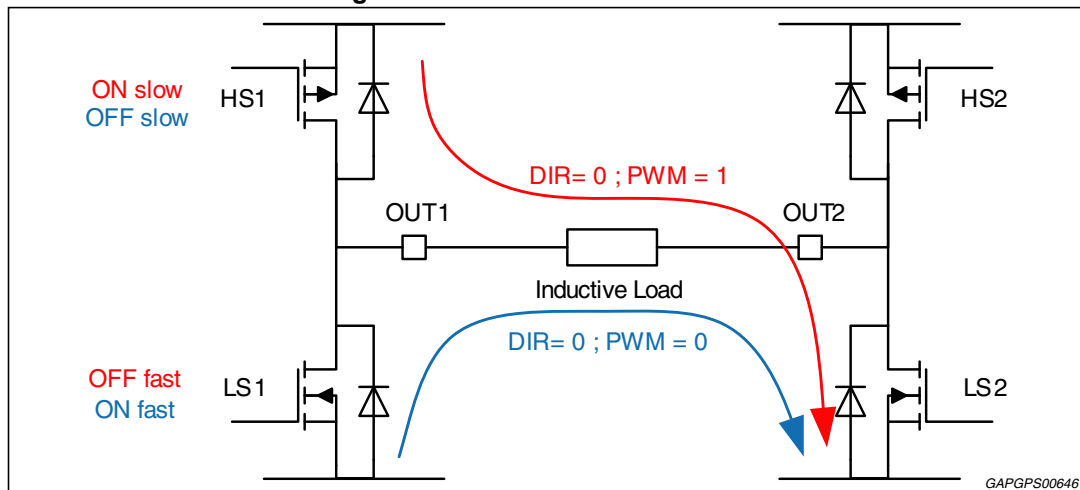 ON slow
OFF slow
HS1
HS2
DIR= 0 ; PWM = 1
OUT1
OUT2
Inductive Load
DIR= 0 ; PWM = 0
OFF fast
ON fast
LS1
LS2
GAPGPS00646